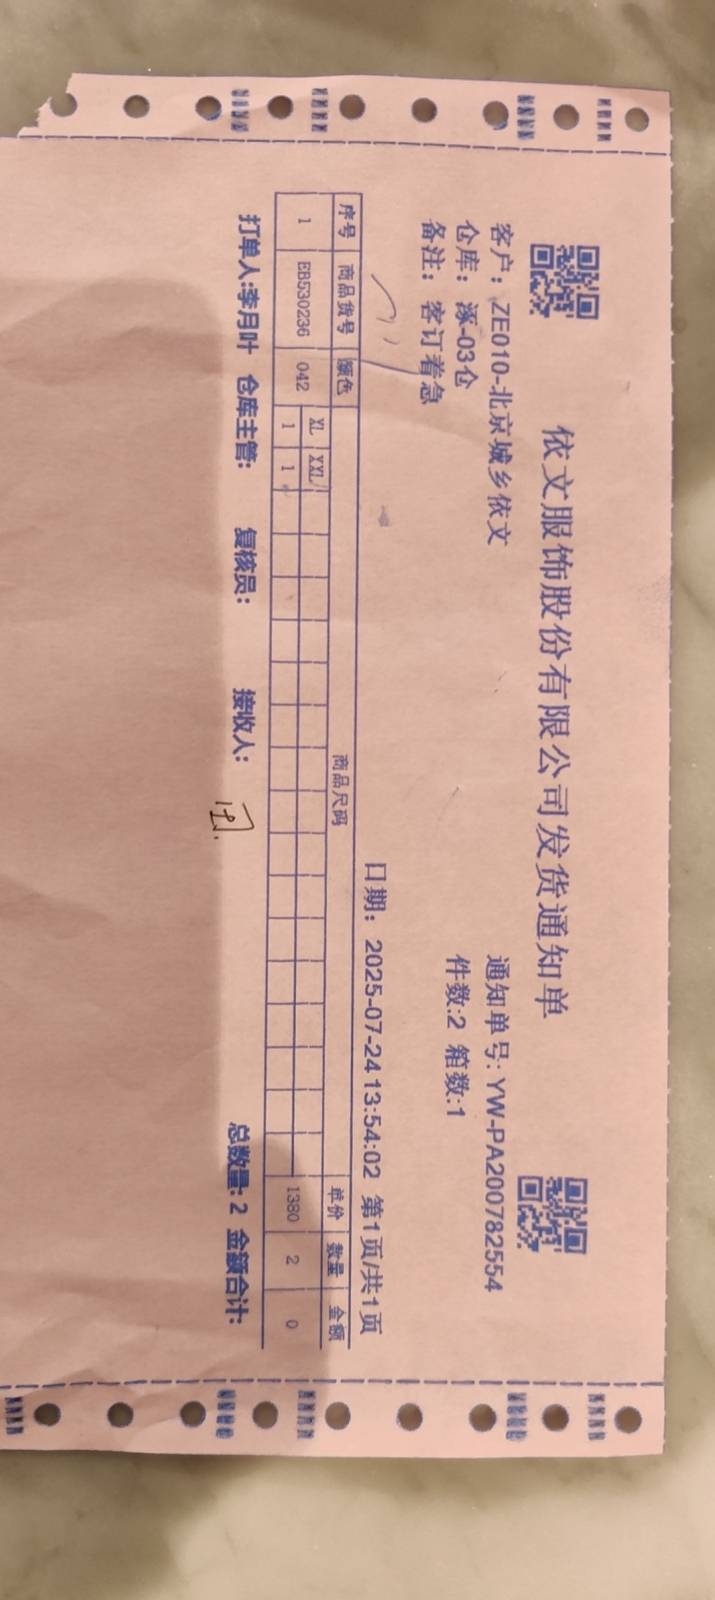 依文服饰股份有限公司发货通知单
客户：ZE010-北京城乡依文 通知单号：YW-PA200782554
仓库：涿-03仓 件数:2 箱数:1
备注：客订着急
日期：2025-07-24 13:54:02 第1页/共1页
序号 商品货号 颜色 商品尺码 单价 数量 金额
XL XXL
1 EB530236 042 1 1 1380 2 0
打单人:李月叶 仓库主管: 复核员: 接收人: 总数量: 2 金额合计: